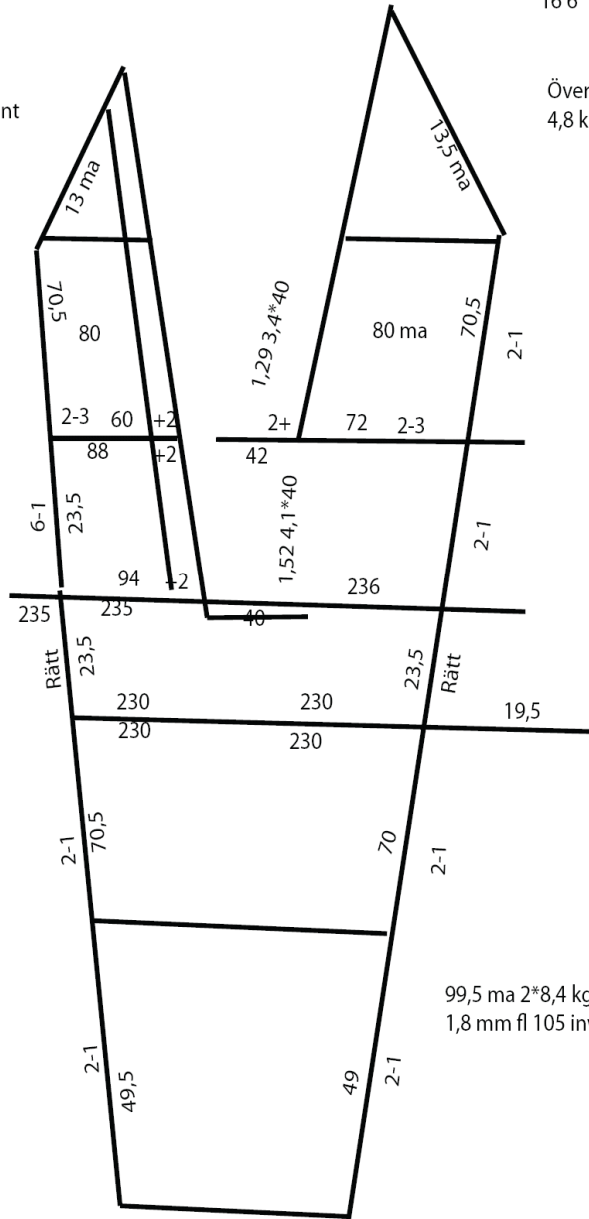 16 6
nt
Över
4,8 k
13 ma
13,5 ma
70,5
80
1,29 3,4*40
80 ma
70,5
2-1
2-3 60 +2
2+ 72 2-3
88 +2
42
6-1
23,5
1,52 4,1*40
2-1
94 +2
236
235 235
40
Rätt
23,5
23,5
Rätt
230 230
19,5
230 230
2-1
70,5
70
2-1
99,5 ma 2*8,4 kg
1,8 mm fl 105 in
2-1
49,5
49
2-1